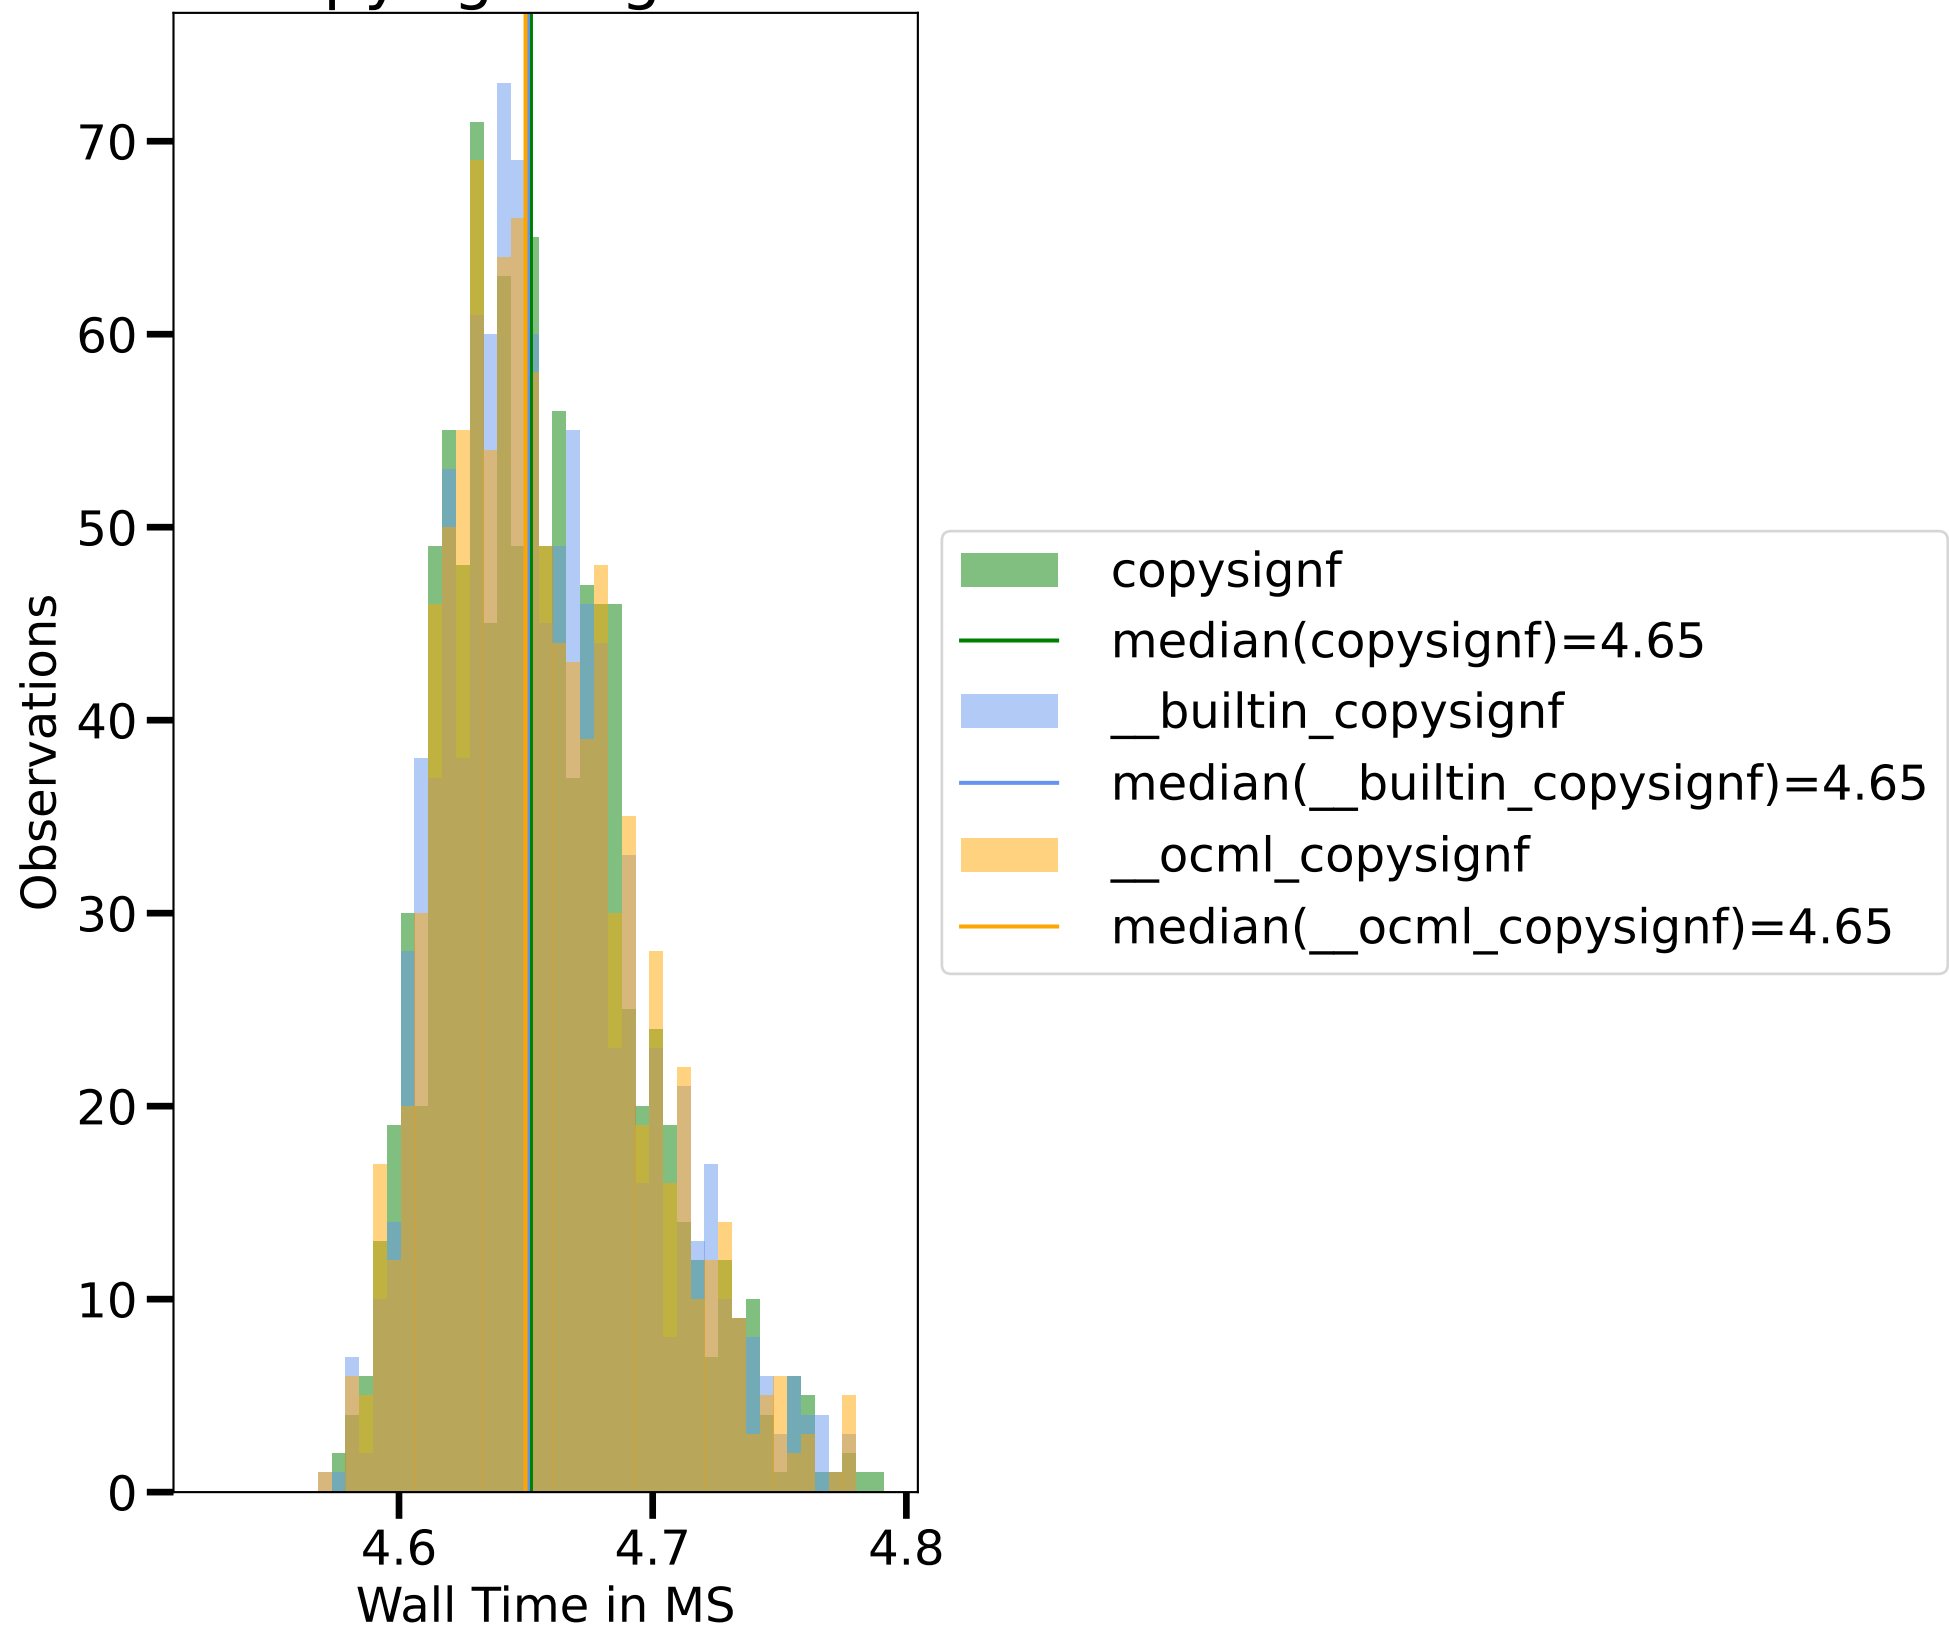 70
60
50
40
30
20
10
0
Observations
4.6 4.7 4.8
Wall Time in MS
copysignf
median(copysignf)=4.65
__builtin_copysignf
median(__builtin_copysignf)=4.65
__ocml_copysignf
median(__ocml_copysignf)=4.65